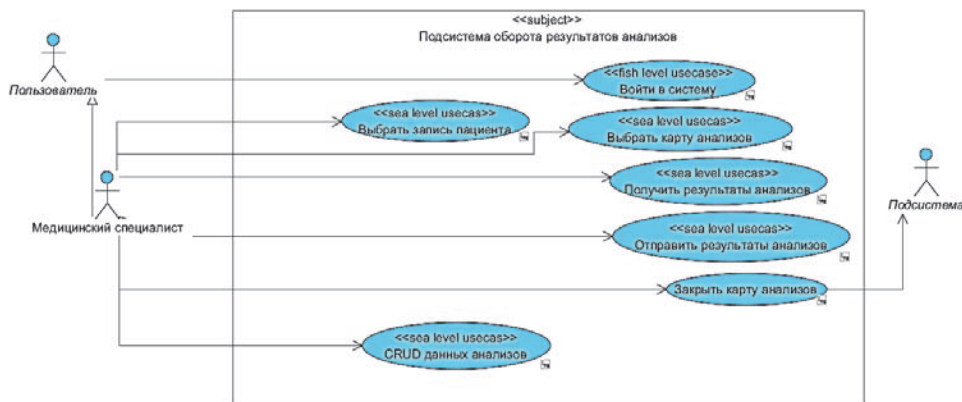 <<subject>>
Подсистема оборота результатов анализов
Пользователь
<<fish level usecase>>
Войти в систему
<<sea level usecas>>
Выбрать запись пациента
<<sea level usecas>>
Выбрать карту анализов
Медицинский специалист
<<sea level usecas>>
Получить результаты анализов
Подсистема
<<sea level usecas>>
Отправить результаты анализов
Закрыть карту анализов
<<sea level usecas>>
CRUD данных анализов